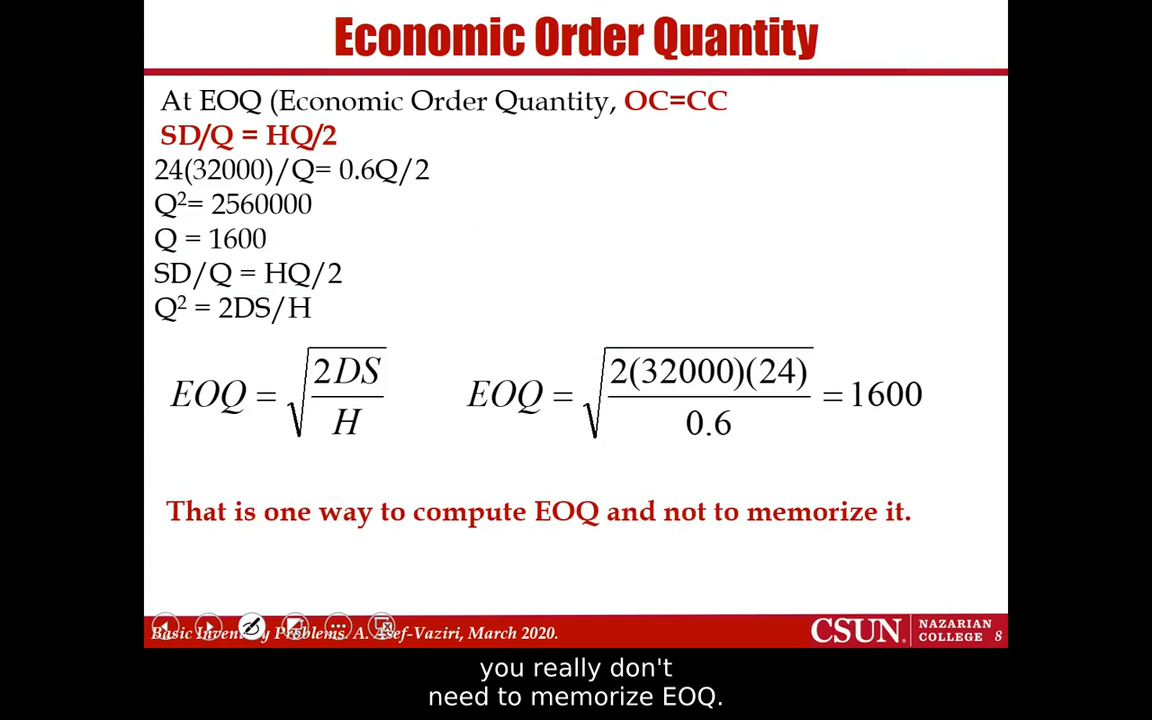 Economic Order Quantity
At EOQ (Economic Order Quantity, OC=CC
SD/Q = HQ/2
24(32000)/Q= 0.6Q/2
Q²= 2560000
Q = 1600
SD/Q = HQ/2
Q² = 2DS/H
EOQ = √(2DS/H) EOQ = √(2(32000)(24)/0.6) = 1600
That is one way to compute EOQ and not to memorize it.
Basic Inventory Problems. A. Asef-Vaziri, March 2020.
CSUN. NAZARIAN COLLEGE 8
you really don't
need to memorize EOQ.